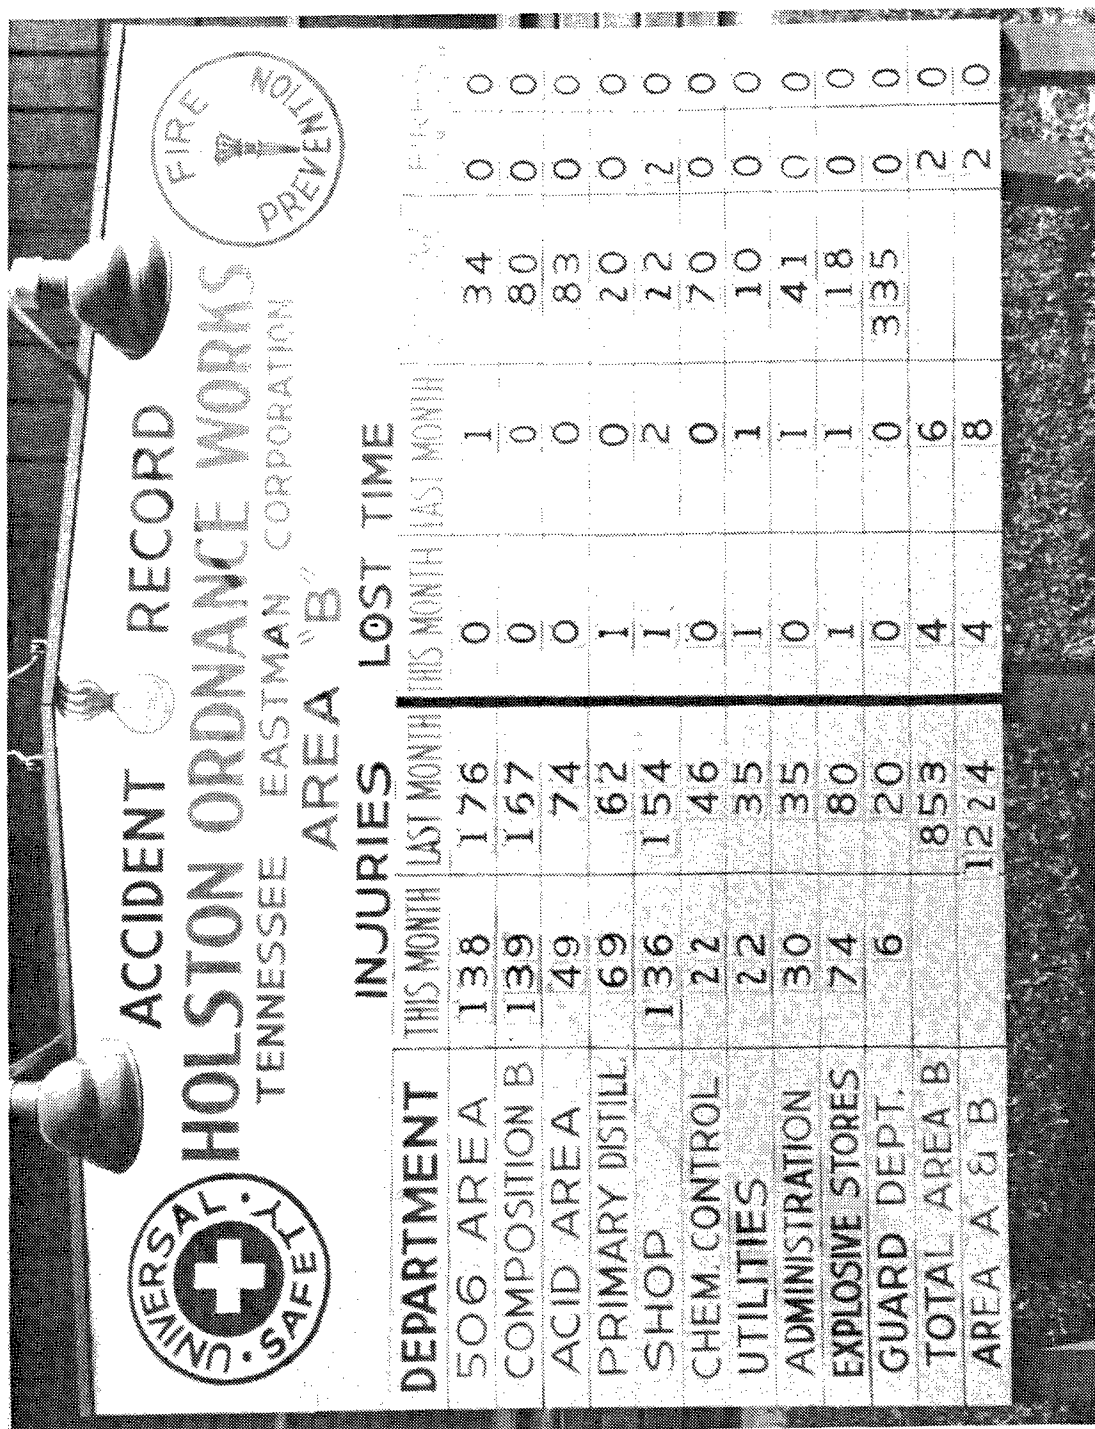 ACCIDENT RECORD
UNIVERSAL SAFETY
FIRE PREVENTION
HOLSTON ORDNANCE WORKS
TENNESSEE EASTMAN CORPORATION
AREA "B"
INJURIES LOST TIME
DEPARTMENT THIS MONTH LAST MONTH THIS MONTH LAST MONTH
506 AREA 138 176 0 1 34 0 0
COMPOSITION B 139 167 0 0 80 0 0
ACID AREA 49 74 0 0 83 0 0
PRIMARY DISTILL. 69 62 1 0 20 0 0
SHOP 136 154 1 2 22 2 0
CHEM. CONTROL 22 46 0 0 70 0 0
UTILITIES 22 35 1 1 10 0 0
ADMINISTRATION 30 35 0 1 41 0 0
EXPLOSIVE STORES 74 80 1 1 18 0 0
GUARD DEPT. 6 20 0 0 335 0 0
TOTAL AREA B 853 4 6 2 0
AREA A & B 1224 4 8 2 0